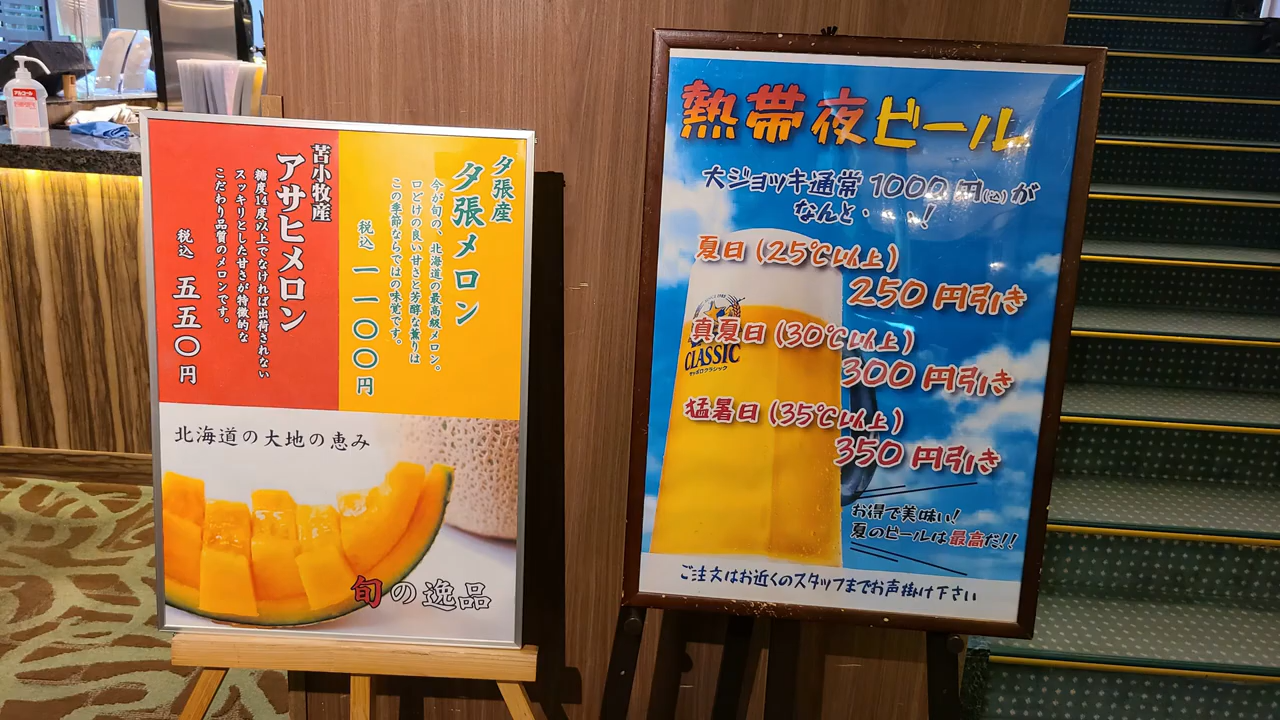 アルコール
夕張産
夕張メロン
今が旬の、北海道の最高級メロン。
口どけの良い甘さと芳醇な薫りは
この季節ならではの味覚です。
税込 一一〇〇円
苫小牧産
アサヒメロン
糖度14度以上でなければ出荷されない
スッキリとした甘さが特徴的な
こだわり品質のメロンです。
税込 五五〇円
北海道の大地の恵み
旬の逸品
熱帯夜ビール
大ジョッキ通常1000円(込)が
なんと・・・!
夏日(25℃以上)
250円引き
真夏日(30℃以上)
300円引き
猛暑日(35℃以上)
350円引き
CLASSIC
サッポロクラシック
お得で美味い!
夏のビールは最高だ!!
ご注文はお近くのスタッフまでお声掛け下さい